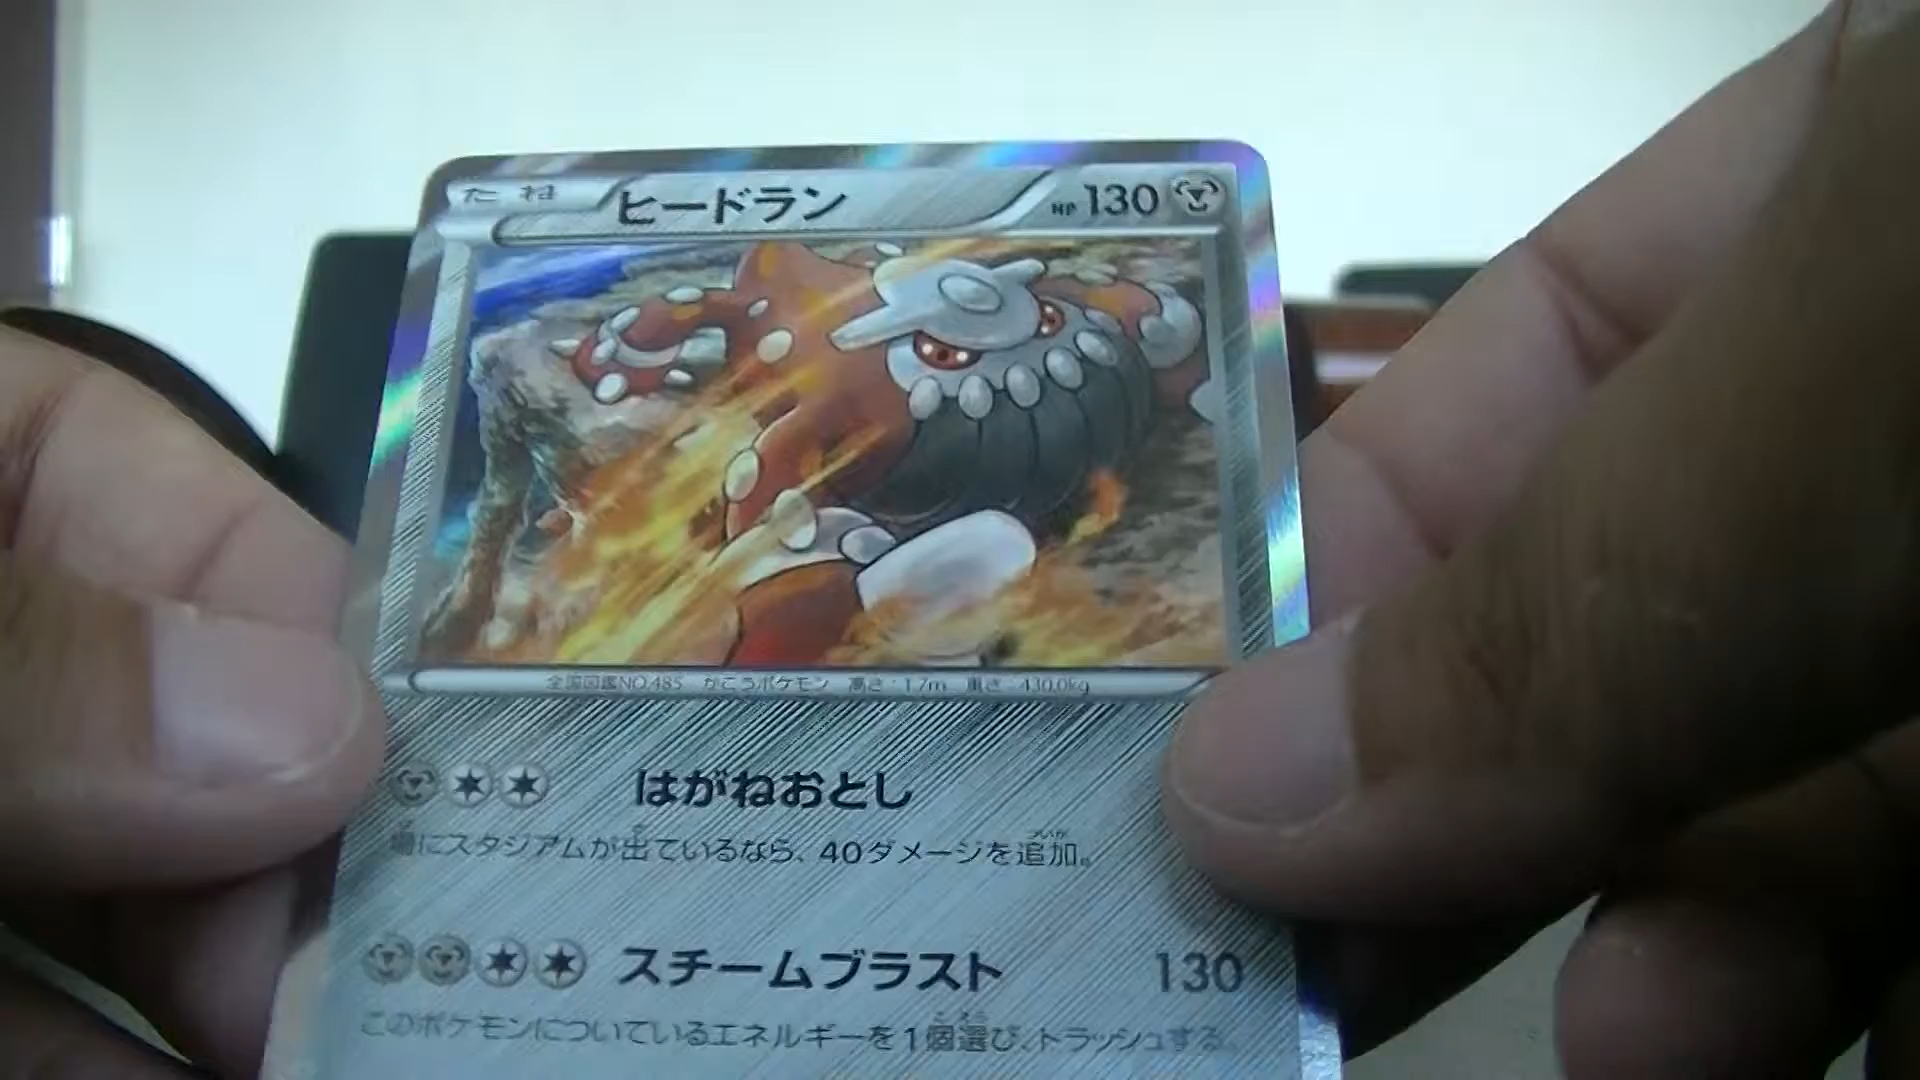 たね ヒードラン HP 130
全国図鑑NO.485 かこうポケモン 高さ：1.7m 重さ：430.0kg
はがねおとし
場にスタジアムが出ているなら、40ダメージを追加。
スチームブラスト 130
このポケモンについているエネルギーを1個選び、トラッシュする。